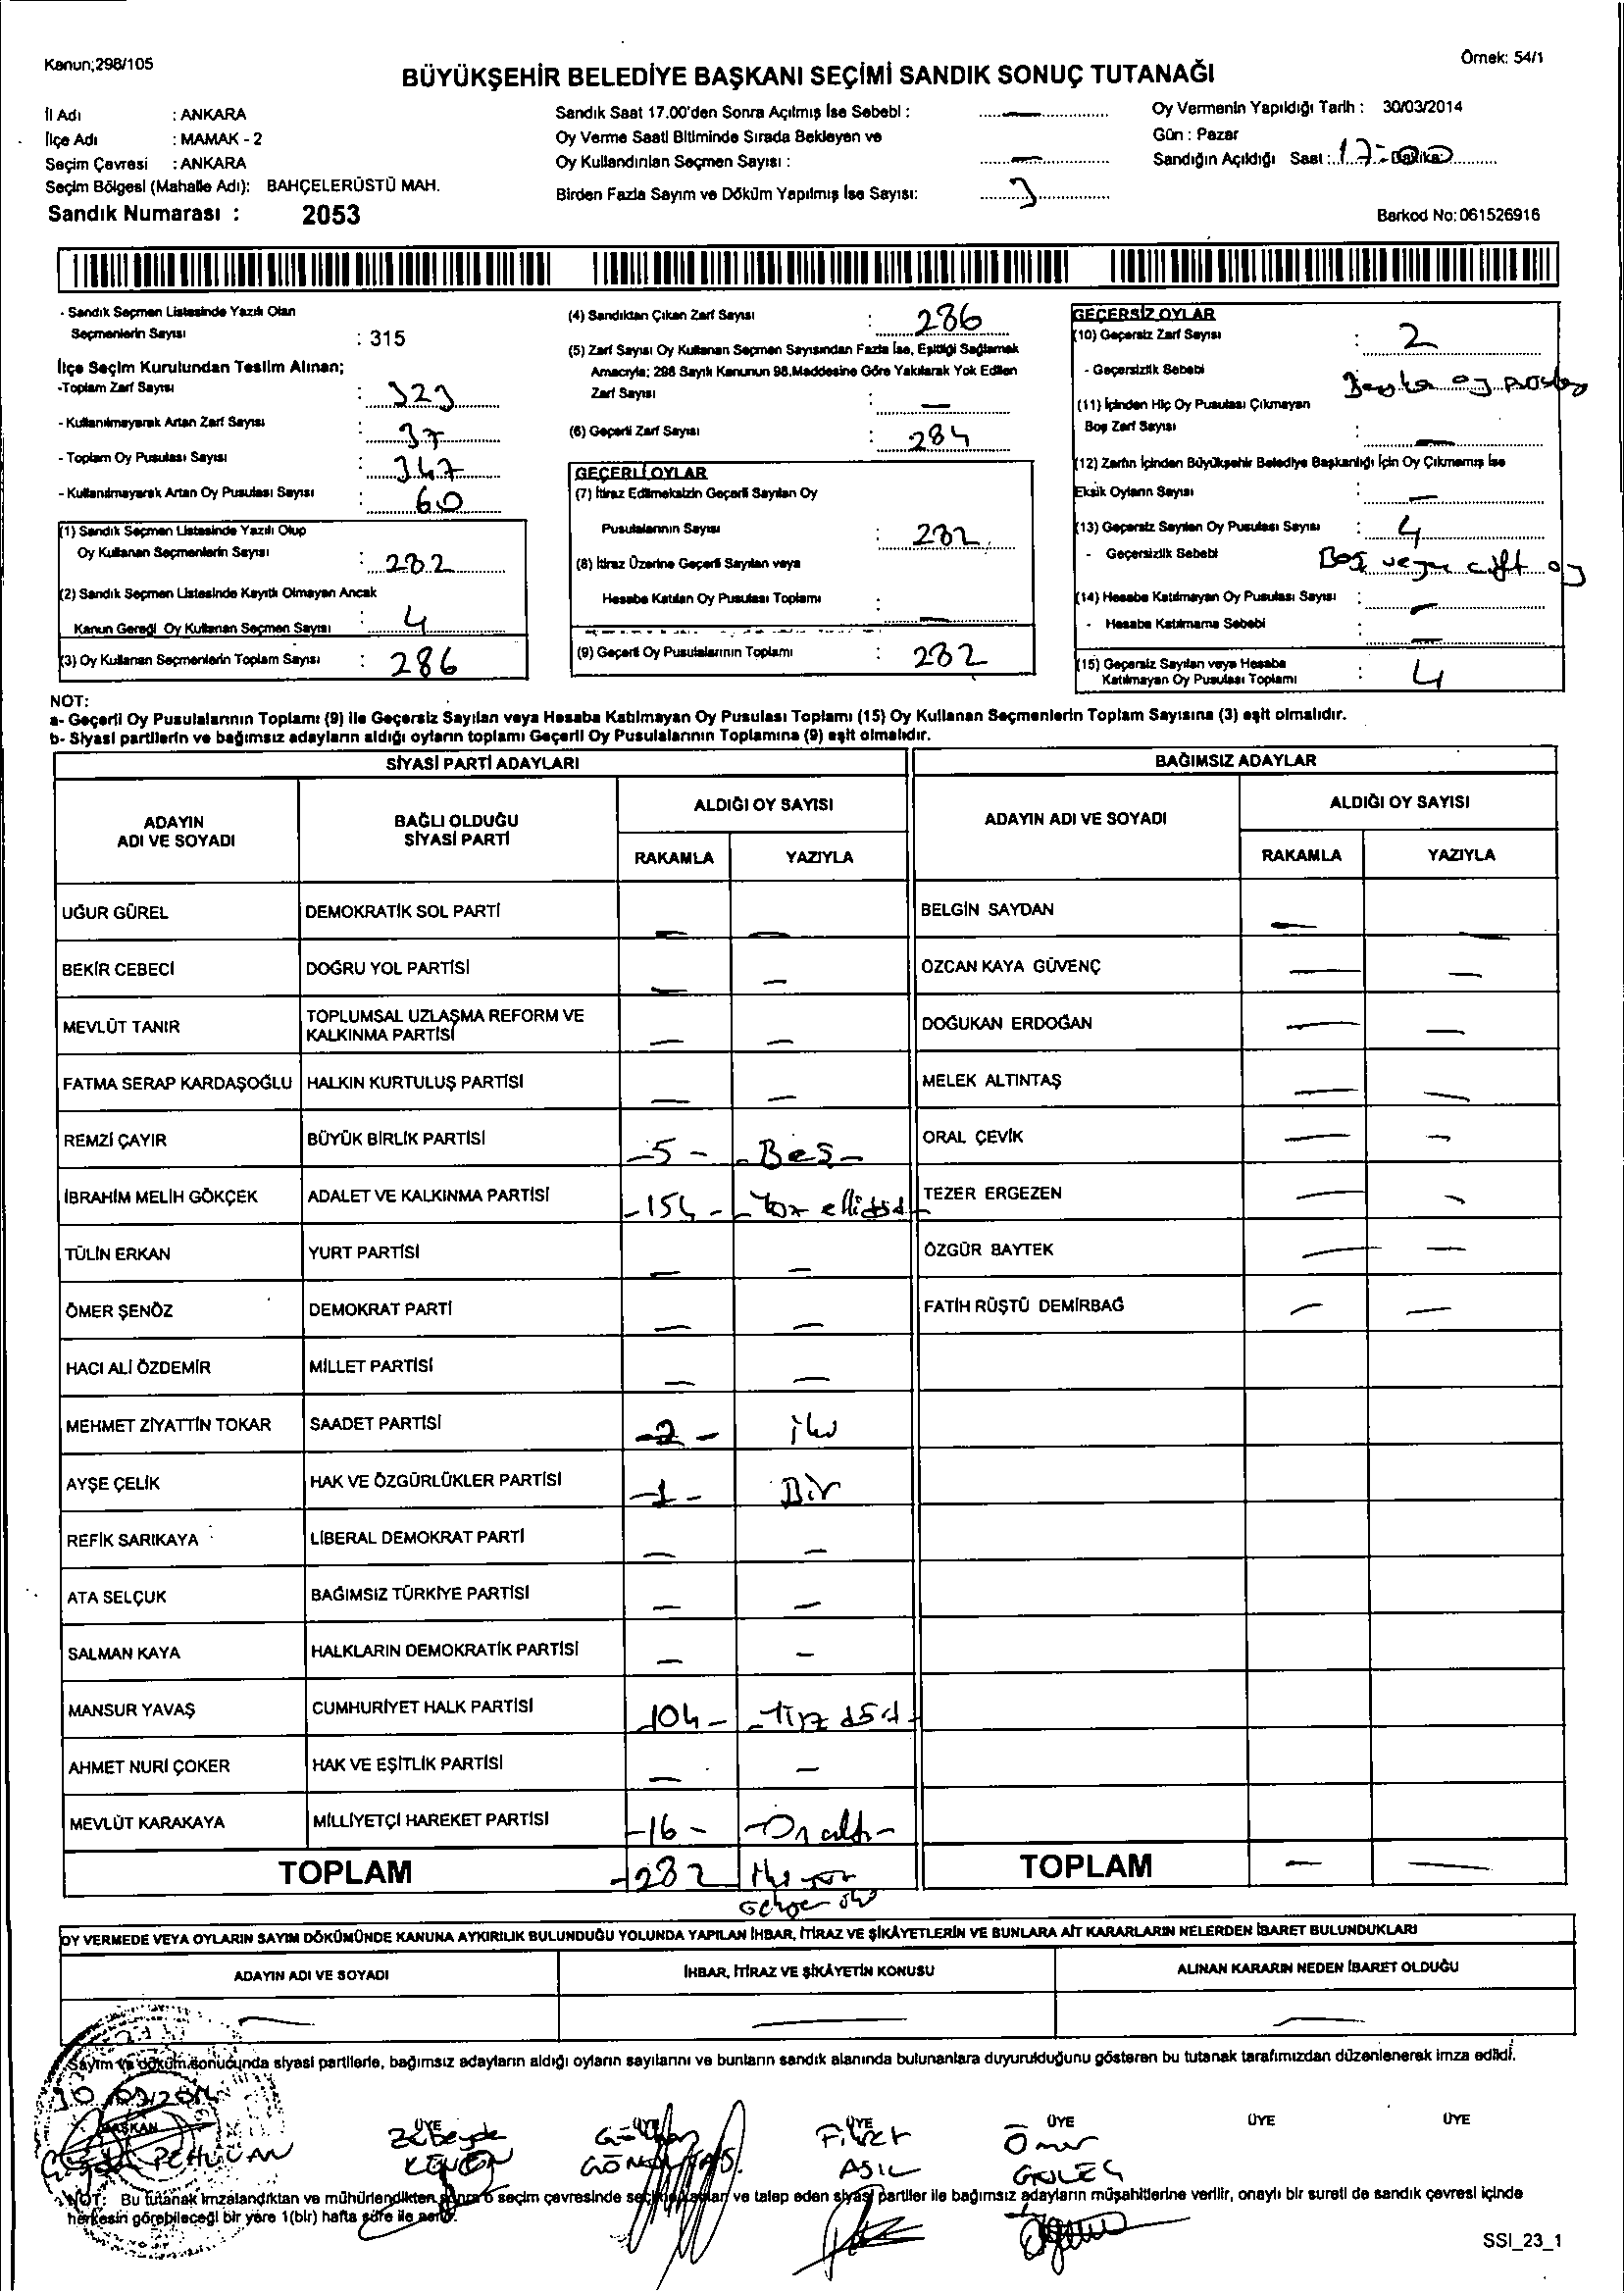 Kanun;298/105
Örnek: 54/1
BÜYÜKŞEHİR BELEDİYE BAŞKANI SEÇİMİ SANDIK SONUÇ TUTANAĞI
İl Adı : ANKARA
İlçe Adı : MAMAK - 2
Seçim Çevresi : ANKARA
Seçim Bölgesi (Mahalle Adı): BAHÇELERÜSTÜ MAH.
Sandık Numarası : 2053
Sandık Saat 17.00'den Sonra Açılmış İse Sebebi : —
Oy Verme Saati Bitiminde Sırada Bekleyen ve
Oy Kullandırılan Seçmen Sayısı : —
Birden Fazla Sayım ve Döküm Yapılmış İse Sayısı:
Oy Vermenin Yapıldığı Tarih : 30/03/2014
Gün : Pazar
Sandığın Açıldığı Saat : 17-00 Dakika
Barkod No: 061526916
- Sandık Seçmen Listesinde Yazılı Olan
Seçmenlerin Sayısı : 315
İlçe Seçim Kurulundan Teslim Alınan;
-Toplam Zarf Sayısı : 323
- Kullanılmayarak Artan Zarf Sayısı : 37
- Toplam Oy Pusulası Sayısı : 347
- Kullanılmayarak Artan Oy Pusulası Sayısı : 60
(1) Sandık Seçmen Listesinde Yazılı Olup
Oy Kullanan Seçmenlerin Sayısı : 282
(2) Sandık Seçmen Listesinde Kayıtlı Olmayan Ancak
Kanun Gereği Oy Kullanan Seçmen Sayısı : 4
(3) Oy Kullanan Seçmenlerin Toplam Sayısı : 286
(4) Sandıktan Çıkan Zarf Sayısı : 286
(5) Zarf Sayısı Oy Kullanan Seçmen Sayısından Fazla İse, Eşitliği Sağlamak
Amacıyla; 298 Sayılı Kanunun 98.Maddesine Göre Yakılarak Yok Edilen
Zarf Sayısı : —
(6) Geçerli Zarf Sayısı : 284
GEÇERLİ OYLAR
(7) İtiraz Edilmeksizin Geçerli Sayılan Oy
Pusulalarının Sayısı : 282
(8) İtiraz Üzerine Geçerli Sayılan veya
Hesaba Katılan Oy Pusulası Toplamı : —
(9) Geçerli Oy Pusulalarının Toplamı : 282
GEÇERSİZ OYLAR
(10) Geçersiz Zarf Sayısı : 2
- Geçersizlik Sebebi Başka oy
(11) İçinden Hiç Oy Pusulası Çıkmayan
Boş Zarf Sayısı : —
(12) Zarfın İçinden Büyükşehir Belediye Başkanlığı İçin Oy Çıkmamış İse
Eksik Oyların Sayısı : —
(13) Geçersiz Sayılan Oy Pusulası Sayısı : 4
- Geçersizlik Sebebi Boş veya çift oy
(14) Hesaba Katılmayan Oy Pusulası Sayısı : —
- Hesaba Katılmama Sebebi : —
(15) Geçersiz Sayılan veya Hesaba
Katılmayan Oy Pusulası Toplamı : 4
NOT:
a- Geçerli Oy Pusulalarının Toplamı (9) ile Geçersiz Sayılan veya Hesaba Katılmayan Oy Pusulası Toplamı (15) Oy Kullanan Seçmenlerin Toplam Sayısına (3) eşit olmalıdır.
b- Siyasi partilerin ve bağımsız adayların aldığı oyların toplamı Geçerli Oy Pusulalarının Toplamına (9) eşit olmalıdır.
SİYASİ PARTİ ADAYLARI
BAĞIMSIZ ADAYLAR
ADAYIN
ADI VE SOYADI
BAĞLI OLDUĞU
SİYASİ PARTİ
ALDIĞI OY SAYISI
RAKAMLA YAZIYLA
ADAYIN ADI VE SOYADI
ALDIĞI OY SAYISI
RAKAMLA YAZIYLA
UĞUR GÜREL DEMOKRATİK SOL PARTİ — — BELGİN SAYDAN — —
BEKİR CEBECİ DOĞRU YOL PARTİSİ — — ÖZCAN KAYA GÜVENÇ — —
MEVLÜT TANIR TOPLUMSAL UZLAŞMA REFORM VE
KALKINMA PARTİSİ — — DOĞUKAN ERDOĞAN — —
FATMA SERAP KARDAŞOĞLU HALKIN KURTULUŞ PARTİSİ — — MELEK ALTINTAŞ — —
REMZİ ÇAYIR BÜYÜK BİRLİK PARTİSİ -5- -Beş- ORAL ÇEVİK — —
İBRAHİM MELİH GÖKÇEK ADALET VE KALKINMA PARTİSİ -154- -Yüz ellidört- TEZER ERGEZEN — —
TÜLİN ERKAN YURT PARTİSİ — — ÖZGÜR BAYTEK — —
ÖMER ŞENÖZ DEMOKRAT PARTİ — — FATİH RÜŞTÜ DEMİRBAĞ — —
HACI ALİ ÖZDEMİR MİLLET PARTİSİ — —
MEHMET ZİYATTİN TOKAR SAADET PARTİSİ -2- iki
AYŞE ÇELİK HAK VE ÖZGÜRLÜKLER PARTİSİ -1- Bir
REFİK SARIKAYA LİBERAL DEMOKRAT PARTİ — —
ATA SELÇUK BAĞIMSIZ TÜRKİYE PARTİSİ — —
SALMAN KAYA HALKLARIN DEMOKRATİK PARTİSİ — —
MANSUR YAVAŞ CUMHURİYET HALK PARTİSİ -104- -Yüz dört-
AHMET NURİ ÇOKER HAK VE EŞİTLİK PARTİSİ — —
MEVLÜT KARAKAYA MİLLİYETÇİ HAREKET PARTİSİ -16- -On altı-
TOPLAM -282 İki yüz
seksen iki
TOPLAM — —
OY VERMEDE VEYA OYLARIN SAYIM DÖKÜMÜNDE KANUNA AYKIRILIK BULUNDUĞU YOLUNDA YAPILAN İHBAR, İTİRAZ VE ŞİKÂYETLERİN VE BUNLARA AİT KARARLARIN NELERDEN İBARET BULUNDUKLARI
ADAYIN ADI VE SOYADI İHBAR, İTİRAZ VE ŞİKÂYETİN KONUSU ALINAN KARARIN NEDEN İBARET OLDUĞU
— — —
Sayım ve döküm sonucunda siyasi partilerle, bağımsız adayların aldığı oyların sayılarını ve bunların sandık alanında bulunanlara duyurulduğunu gösteren bu tutanak tarafımızdan düzenlenerek imza edildi.
30/03/2014
BAŞKAN ÜYE ÜYE ÜYE ÜYE ÜYE ÜYE
PEHLİVAN
Zübeyde
Fikret
ASIL
Ömer
GÜLEÇ
NOT: Bu tutanak imzalandıktan ve mühürlendikten sonra o seçim çevresinde seçime katılan ve talep eden siyasi partiler ile bağımsız adayların müşahitlerine verilir, onaylı bir sureti de sandık çevresi içinde
herkesin görebileceği bir yere 1(bir) hafta süre ile asılır.
SSI_23_1